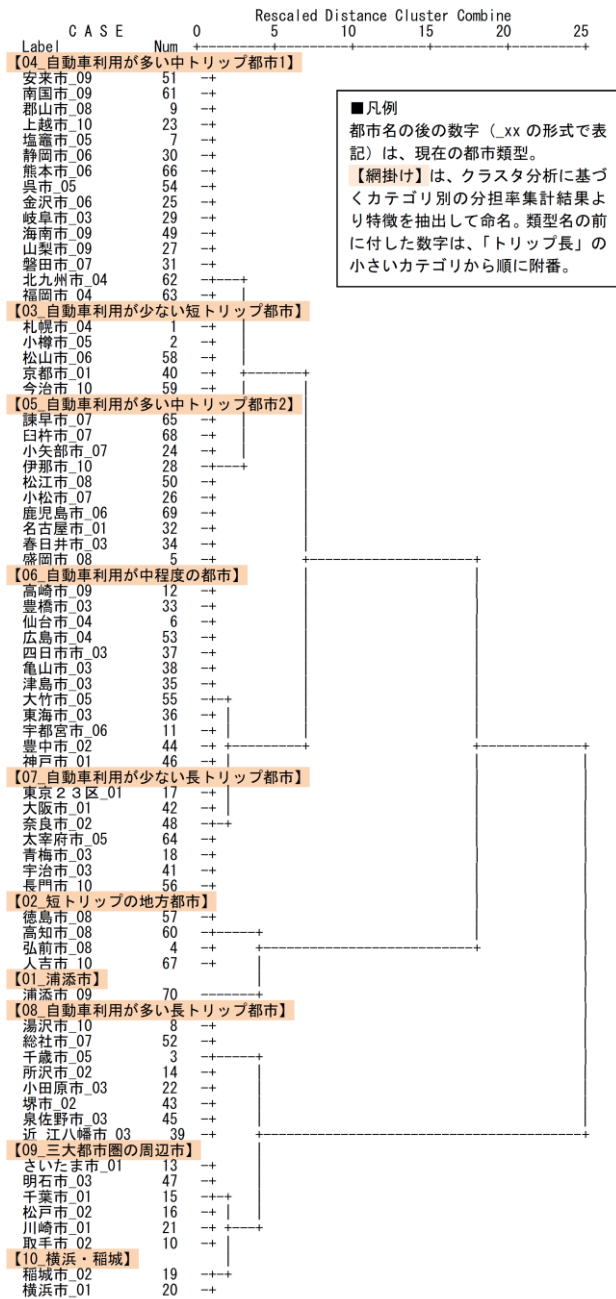 Rescaled Distance Cluster Combine
C A S E 0 5 10 15 20 25
Label Num
【04_自動車利用が多い中トリップ都市1】
安来市_09 51
南国市_09 61
郡山市_08 9
上越市_10 23
塩竈市_05 7
静岡市_06 30
熊本市_06 66
呉市_05 54
金沢市_06 25
岐阜市_03 29
海南市_09 49
山梨市_09 27
磐田市_07 31
北九州市_04 62
福岡市_04 63
【03_自動車利用が少ない短トリップ都市】
札幌市_04 1
小樽市_05 2
松山市_06 58
京都市_01 40
今治市_10 59
【05_自動車利用が多い中トリップ都市2】
諫早市_07 65
臼杵市_07 68
小矢部市_07 24
伊那市_10 28
松江市_08 50
小松市_07 26
鹿児島市_06 69
名古屋市_01 32
春日井市_03 34
盛岡市_08 5
【06_自動車利用が中程度の都市】
高崎市_09 12
豊橋市_03 33
仙台市_04 6
広島市_04 53
四日市市_03 37
亀山市_03 38
津島市_03 35
大竹市_05 55
東海市_03 36
宇都宮市_06 11
豊中市_02 44
神戸市_01 46
【07_自動車利用が少ない長トリップ都市】
東京２３区_01 17
大阪市_01 42
奈良市_02 48
太宰府市_05 64
青梅市_03 18
宇治市_03 41
長門市_10 56
【02_短トリップの地方都市】
徳島市_08 57
高知市_08 60
弘前市_08 4
人吉市_10 67
【01_浦添市】
浦添市_09 70
【08_自動車利用が多い長トリップ都市】
湯沢市_10 8
総社市_07 52
千歳市_05 3
所沢市_02 14
小田原市_03 22
堺市_02 43
泉佐野市_03 45
近江八幡市_03 39
【09_三大都市圏の周辺市】
さいたま市_01 13
明石市_03 47
千葉市_01 15
松戸市_02 16
川崎市_01 21
取手市_02 10
【10_横浜・稲城】
稲城市_02 19
横浜市_01 20
■凡例
都市名の後の数字（_xx の形式で表
記）は、現在の都市類型。
【網掛け】は、クラスタ分析に基づ
くカテゴリ別の分担率集計結果よ
り特徴を抽出して命名。類型名の前
に付した数字は、「トリップ長」の
小さいカテゴリから順に附番。